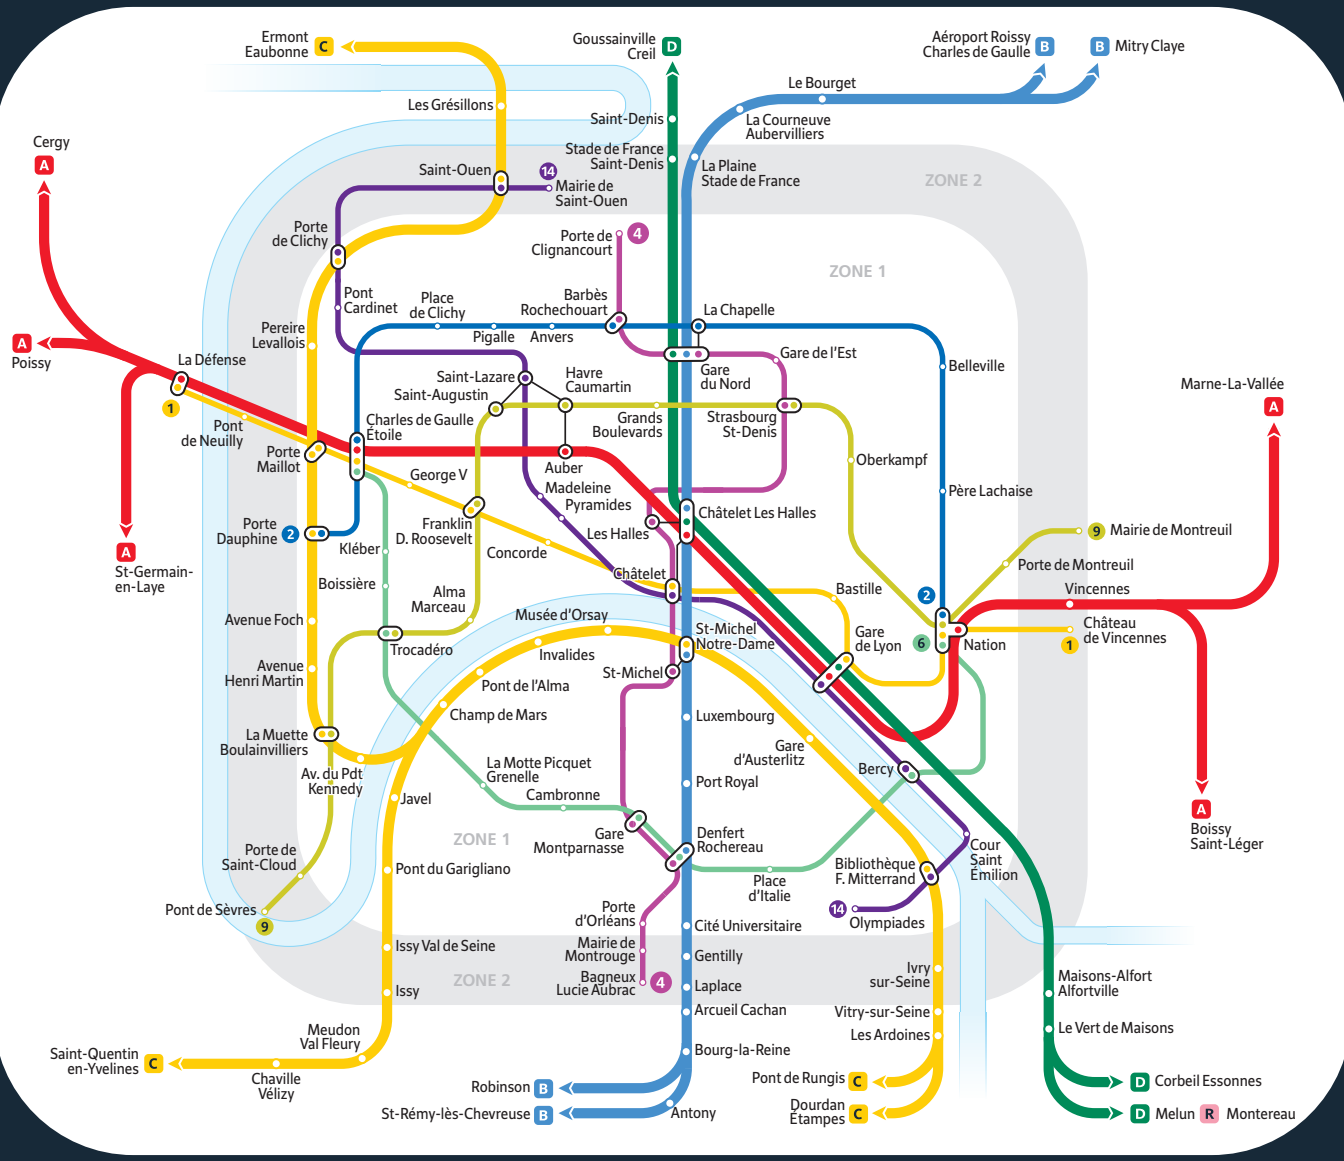 Ermont
Eaubonne
C
Goussainville
Creil
D
Aéroport Roissy
Charles de Gaulle
B
B
Mitry Claye
Le Bourget
Les Grésillons
Saint-Denis
La Courneuve
Aubervilliers
Cergy
A
Stade de France
Saint-Denis
La Plaine
Stade de France
Saint-Ouen
14
Mairie de
Saint-Ouen
ZONE 2
Porte
de Clichy
Porte de
Clignancourt
4
ZONE 1
Pont
Cardinet
Place
de Clichy
Barbès
Rochechouart
La Chapelle
Pereire
Levallois
Pigalle
Anvers
A
Poissy
La Défense
1
Gare de l'Est
Gare
du Nord
Belleville
Saint-Lazare
Saint-Augustin
Havre
Caumartin
Marne-La-Vallée
A
Pont
de Neuilly
Charles de Gaulle
Étoile
Grands
Boulevards
Strasbourg
St-Denis
Porte
Maillot
Auber
Oberkampf
George V
Madeleine
Pyramides
Père Lachaise
Porte
Dauphine
2
Franklin
D. Roosevelt
Châtelet Les Halles
Les Halles
Kléber
Concorde
9
Mairie de Montreuil
A
St-Germain-
en-Laye
Boissière
Châtelet
Porte de Montreuil
Alma
Marceau
Bastille
2
Vincennes
Avenue Foch
Musée d'Orsay
St-Michel
Notre-Dame
Gare
de Lyon
6
Nation
Château
de Vincennes
1
Trocadéro
Invalides
Avenue
Henri Martin
St-Michel
Pont de l'Alma
Champ de Mars
Luxembourg
La Muette
Boulainvilliers
Gare
d'Austerlitz
Av. du Pdt
Kennedy
La Motte Picquet
Grenelle
Port Royal
Bercy
Javel
Cambronne
A
Boissy
Saint-Léger
ZONE 1
Gare
Montparnasse
Denfert
Rochereau
Cour
Saint
Émilion
Porte de
Saint-Cloud
Pont du Garigliano
Place
d'Italie
Bibliothèque
F. Mitterrand
Pont de Sèvres
9
Porte
d'Orléans
14
Olympiades
Cité Universitaire
Issy Val de Seine
Mairie de
Montrouge
Gentilly
ZONE 2
Bagneux
Lucie Aubrac
4
Laplace
Ivry
sur-Seine
Maisons-Alfort
Alfortville
Issy
Arcueil Cachan
Vitry-sur-Seine
Le Vert de Maisons
Meudon
Val Fleury
Les Ardoines
Saint-Quentin
en-Yvelines
C
Chaville
Vélizy
Bourg-la-Reine
Robinson
B
Pont de Rungis
C
D
Corbeil Essonnes
St-Rémy-lès-Chevreuse
B
Antony
Dourdan
Étampes
C
D
Melun
R
Montereau